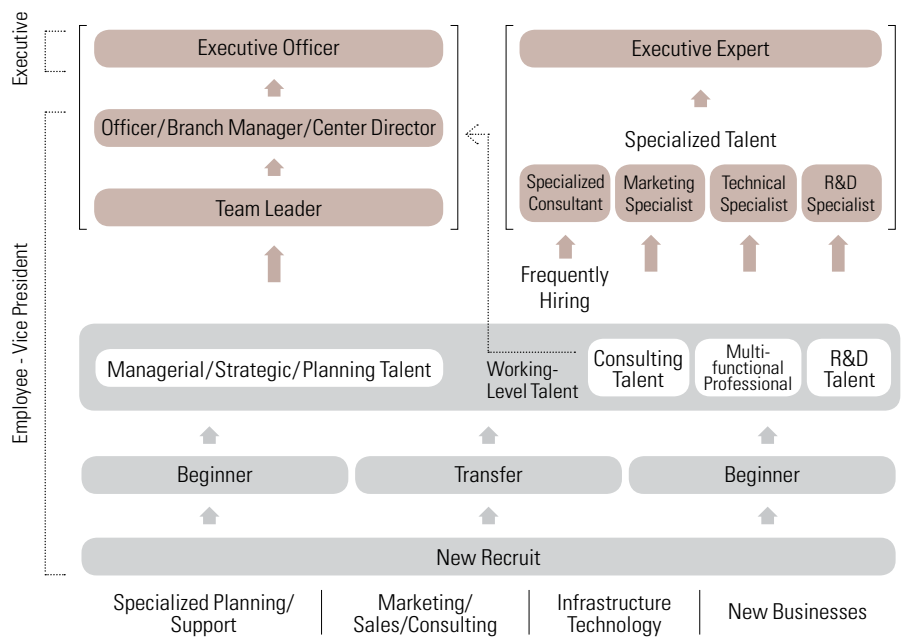 Executive
Executive Officer
Officer/Branch Manager/Center Director
Team Leader
Executive Expert
Specialized Talent
Specialized
Consultant
Marketing
Specialist
Technical
Specialist
R&D
Specialist
Frequently
Hiring
Employee - Vice President
Managerial/Strategic/Planning Talent
Working-
Level Talent
Consulting
Talent
Multi-
functional
Professional
R&D
Talent
Beginner
Transfer
Beginner
New Recruit
Specialized Planning/
Support
Marketing/
Sales/Consulting
Infrastructure
Technology
New Businesses